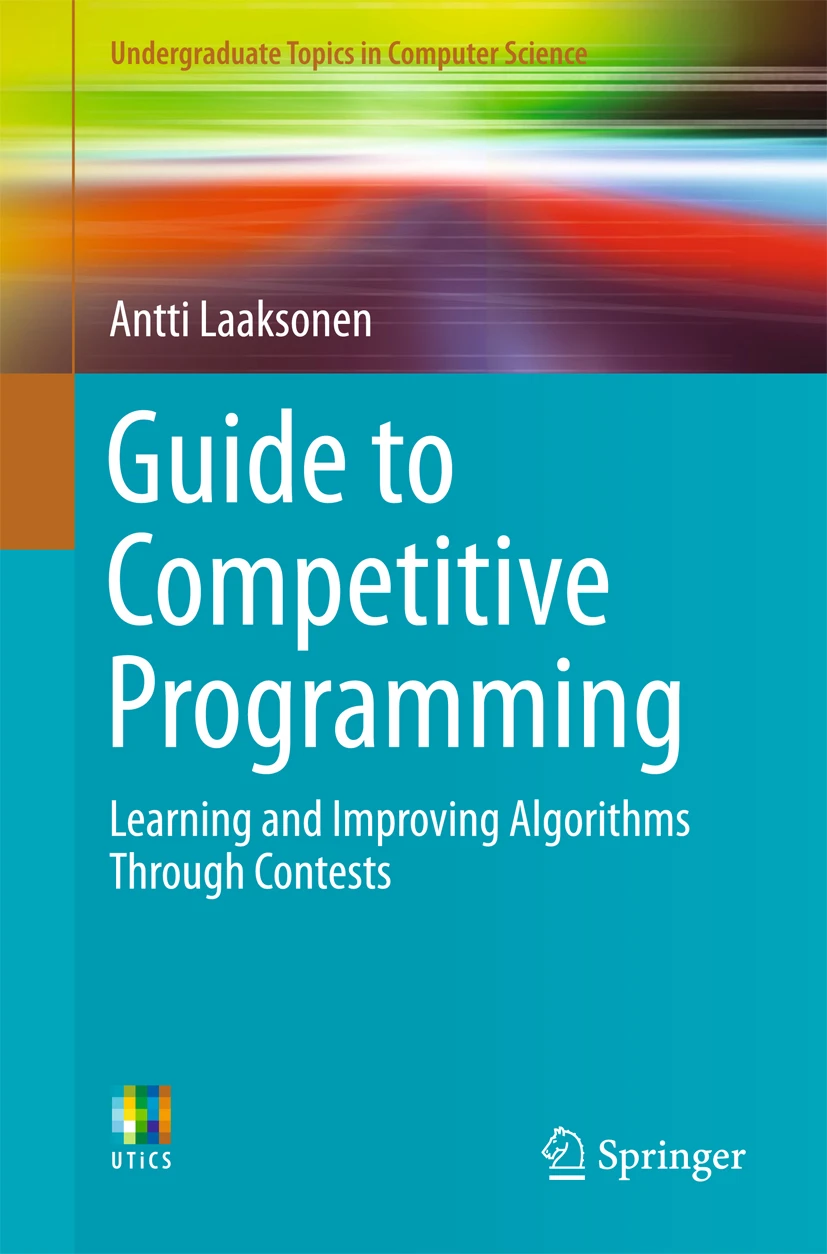 Undergraduate Topics in Computer Science
Antti Laaksonen
Guide to
Competitive
Programming
Learning and Improving Algorithms
Through Contests
UTiCS
Springer